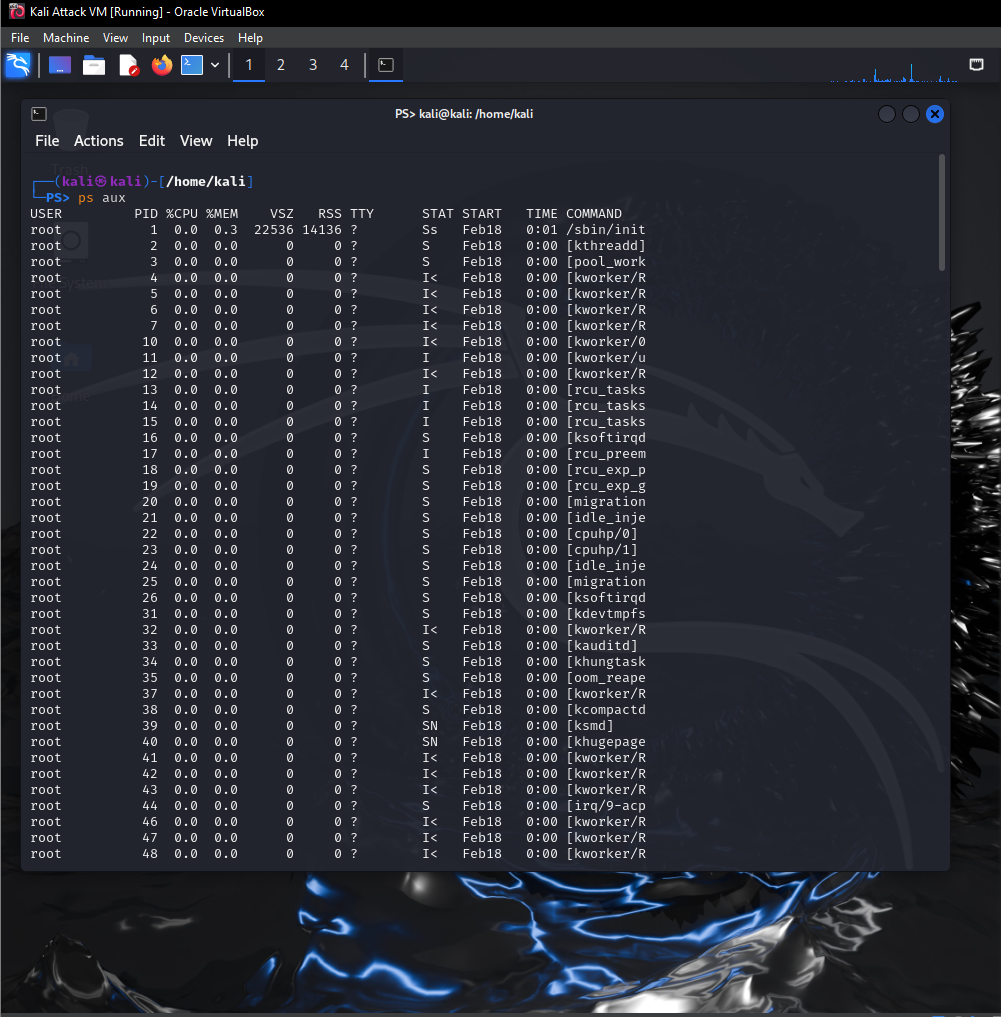 Kali Attack VM [Running] - Oracle VirtualBox
File Machine View Input Devices Help
1 2 3 4
PS> kali@kali: /home/kali
File Actions Edit View Help
Trash
┌──(kali㉿kali)-[/home/kali]
└─PS> ps aux
USER PID %CPU %MEM VSZ RSS TTY STAT START TIME COMMAND
root 1 0.0 0.3 22536 14136 ? Ss Feb18 0:01 /sbin/init
root 2 0.0 0.0 0 0 ? S Feb18 0:00 [kthreadd]
root 3 0.0 0.0 0 0 ? S Feb18 0:00 [pool_work
root 4 0.0 0.0 0 0 ? I< Feb18 0:00 [kworker/R
root 5 0.0 0.0 0 0 ? I< Feb18 0:00 [kworker/R
root 6 0.0 0.0 0 0 ? I< Feb18 0:00 [kworker/R
root 7 0.0 0.0 0 0 ? I< Feb18 0:00 [kworker/R
root 10 0.0 0.0 0 0 ? I< Feb18 0:00 [kworker/0
root 11 0.0 0.0 0 0 ? I Feb18 0:00 [kworker/u
root 12 0.0 0.0 0 0 ? I< Feb18 0:00 [kworker/R
root 13 0.0 0.0 0 0 ? I Feb18 0:00 [rcu_tasks
root 14 0.0 0.0 0 0 ? I Feb18 0:00 [rcu_tasks
root 15 0.0 0.0 0 0 ? I Feb18 0:00 [rcu_tasks
root 16 0.0 0.0 0 0 ? S Feb18 0:00 [ksoftirqd
root 17 0.0 0.0 0 0 ? I Feb18 0:00 [rcu_preem
root 18 0.0 0.0 0 0 ? S Feb18 0:00 [rcu_exp_p
root 19 0.0 0.0 0 0 ? S Feb18 0:00 [rcu_exp_g
root 20 0.0 0.0 0 0 ? S Feb18 0:00 [migration
root 21 0.0 0.0 0 0 ? S Feb18 0:00 [idle_inje
root 22 0.0 0.0 0 0 ? S Feb18 0:00 [cpuhp/0]
root 23 0.0 0.0 0 0 ? S Feb18 0:00 [cpuhp/1]
root 24 0.0 0.0 0 0 ? S Feb18 0:00 [idle_inje
root 25 0.0 0.0 0 0 ? S Feb18 0:00 [migration
root 26 0.0 0.0 0 0 ? S Feb18 0:00 [ksoftirqd
root 31 0.0 0.0 0 0 ? S Feb18 0:00 [kdevtmpfs
root 32 0.0 0.0 0 0 ? I< Feb18 0:00 [kworker/R
root 33 0.0 0.0 0 0 ? S Feb18 0:00 [kauditd]
root 34 0.0 0.0 0 0 ? S Feb18 0:00 [khungtask
root 35 0.0 0.0 0 0 ? S Feb18 0:00 [oom_reape
root 37 0.0 0.0 0 0 ? I< Feb18 0:00 [kworker/R
root 38 0.0 0.0 0 0 ? S Feb18 0:00 [kcompactd
root 39 0.0 0.0 0 0 ? SN Feb18 0:00 [ksmd]
root 40 0.0 0.0 0 0 ? SN Feb18 0:00 [khugepage
root 41 0.0 0.0 0 0 ? I< Feb18 0:00 [kworker/R
root 42 0.0 0.0 0 0 ? I< Feb18 0:00 [kworker/R
root 43 0.0 0.0 0 0 ? I< Feb18 0:00 [kworker/R
root 44 0.0 0.0 0 0 ? S Feb18 0:00 [irq/9-acp
root 46 0.0 0.0 0 0 ? I< Feb18 0:00 [kworker/R
root 47 0.0 0.0 0 0 ? I< Feb18 0:00 [kworker/R
root 48 0.0 0.0 0 0 ? I< Feb18 0:00 [kworker/R